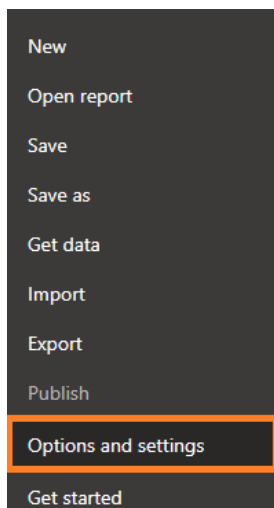 New
Open report
Save
Save as
Get data
Import
Export
Publish
Options and settings
Get started